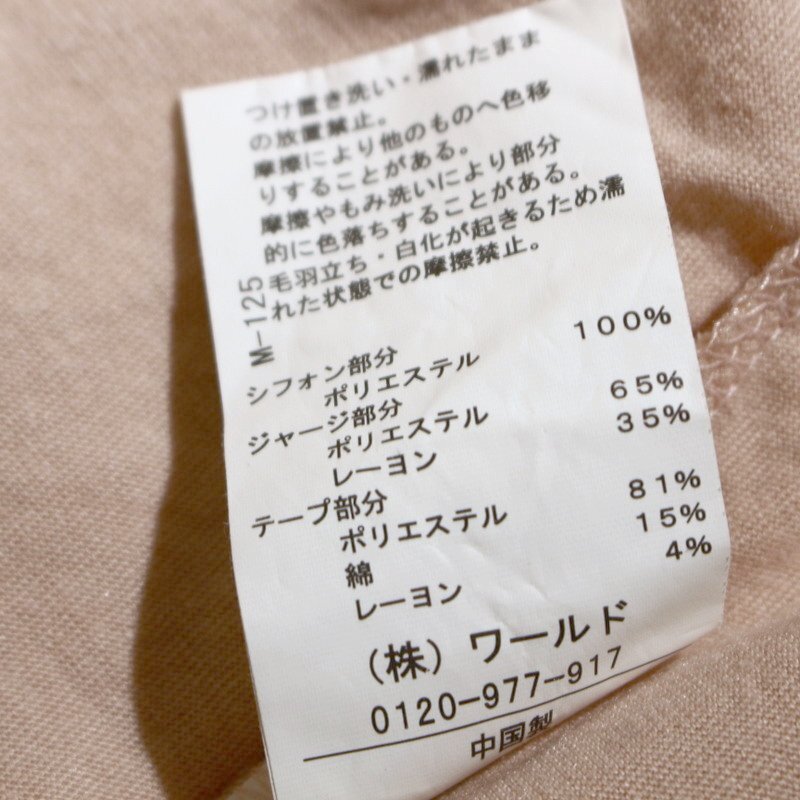 つけ置き洗い・濡れたまま
の放置禁止。
摩擦により他のものへ色移
りすることがある。
摩擦やもみ洗いにより部分
的に色落ちすることがある。
毛羽立ち・白化が起きるため濡
れた状態での摩擦禁止。
M-125
シフォン部分
ポリエステル 100%
ジャージ部分
ポリエステル 65%
レーヨン 35%
テープ部分
ポリエステル 81%
綿 15%
レーヨン 4%
(株)ワールド
0120-977-917
中国製